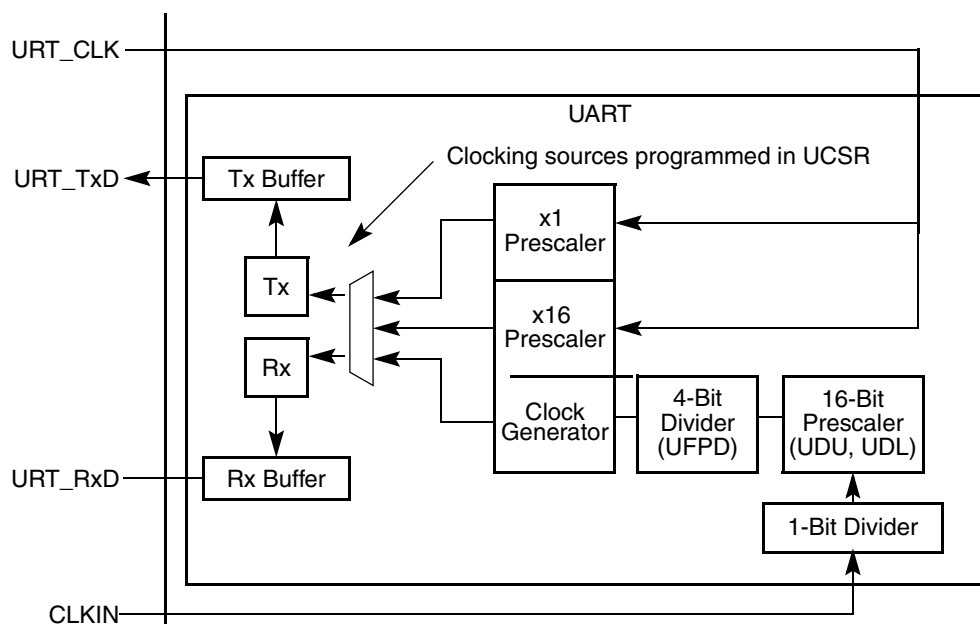 URT_CLK
UART
Clocking sources programmed in UCSR
URT_TxD
Tx Buffer
x1
Prescaler
Tx
x16
Prescaler
Rx
Clock
Generator
4-Bit
Divider
(UFPD)
16-Bit
Prescaler
(UDU, UDL)
URT_RxD
Rx Buffer
1-Bit Divider
CLKIN